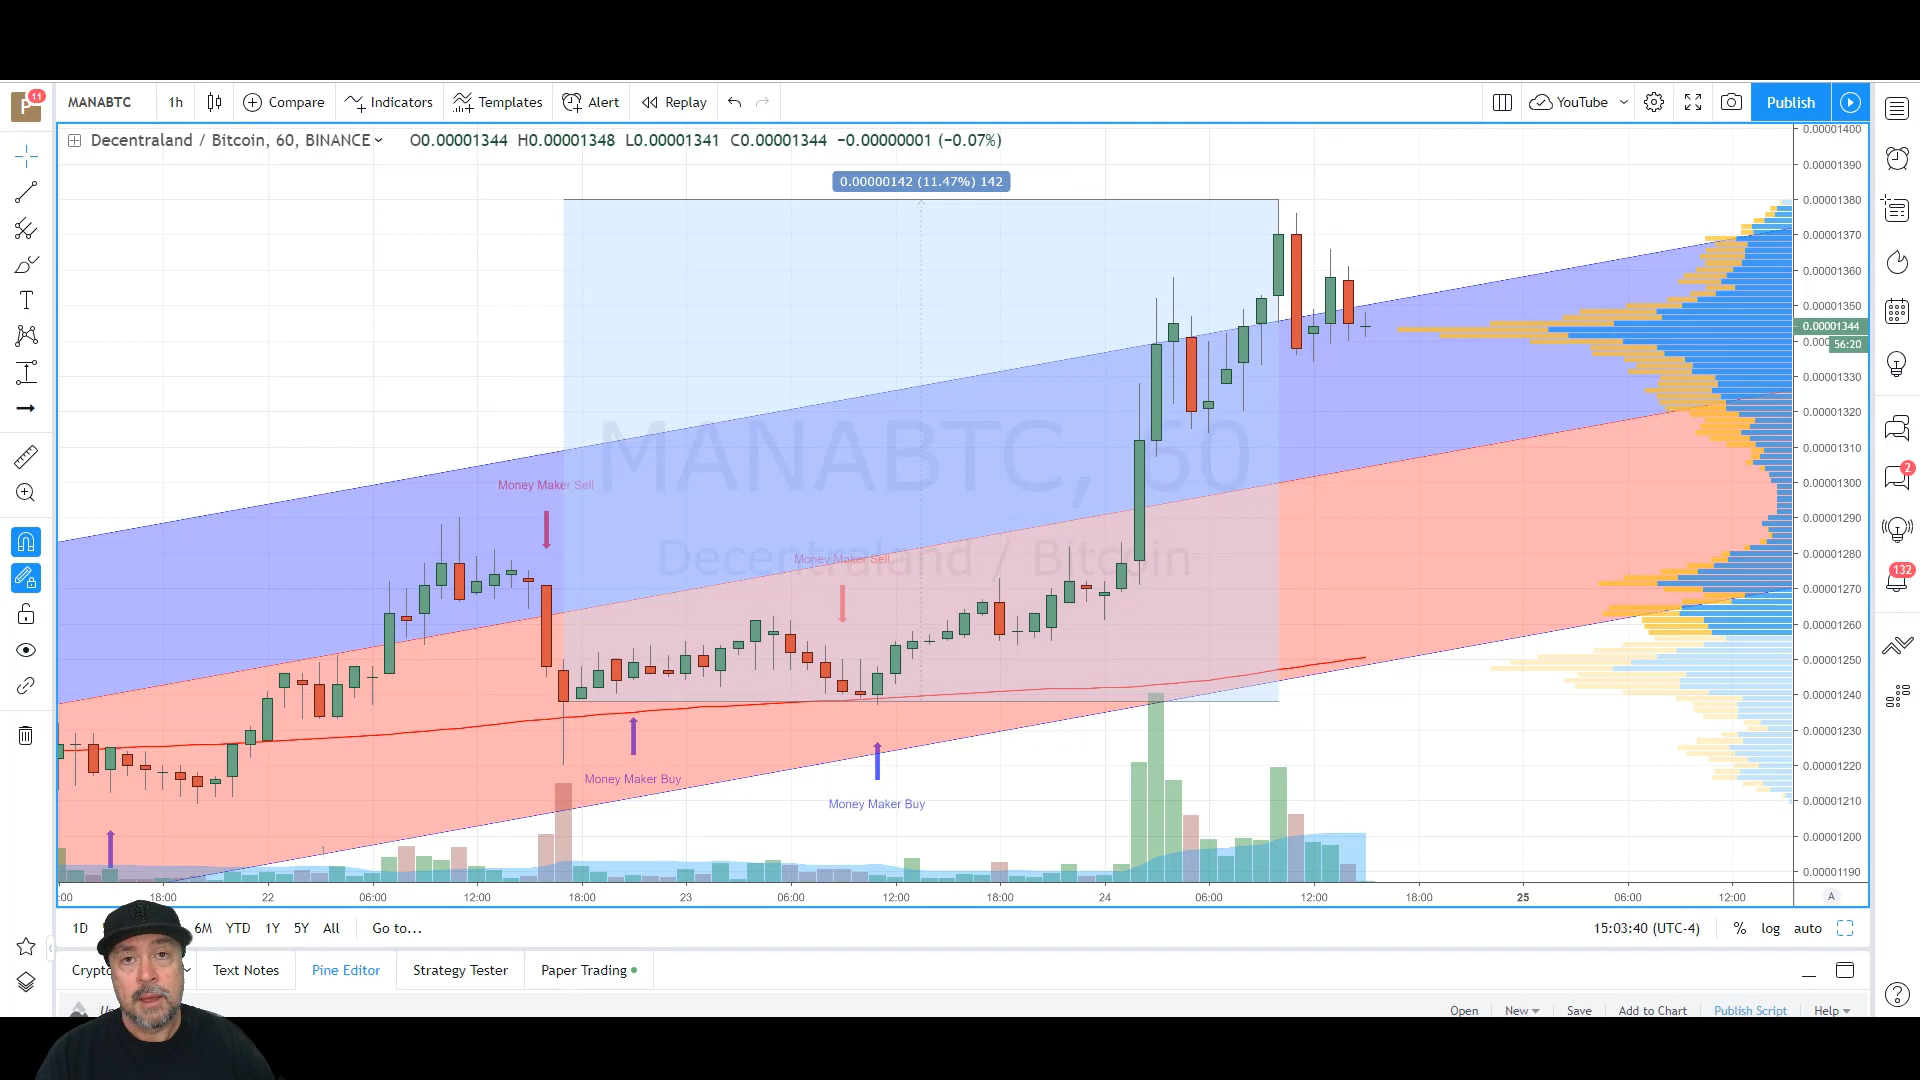 P 11
MANABTC 1h Compare Indicators Templates Alert Replay YouTube Publish
Decentraland / Bitcoin, 60, BINANCE O0.00001344 H0.00001348 L0.00001341 C0.00001344 −0.00000001 (−0.07%)
0.00000142 (11.47%) 142
MANABTC, 60
Decentraland / Bitcoin
Money Maker Sell
Money Maker Sell
Money Maker Buy
Money Maker Buy
0.00001400
0.00001390
0.00001380
0.00001370
0.00001360
0.00001350
0.00001344
56:20
0.00001330
0.00001320
0.00001310
0.00001300
0.00001290
0.00001280
0.00001270
0.00001260
0.00001250
0.00001240
0.00001230
0.00001220
0.00001210
0.00001200
0.00001190
:00 18:00 22 06:00 12:00 18:00 23 06:00 12:00 18:00 24 06:00 12:00 18:00 25 06:00 12:00 A
2
132
1D 6M YTD 1Y 5Y All Go to... 15:03:40 (UTC-4) % log auto
Text Notes Pine Editor Strategy Tester Paper Trading
Open New Save Add to Chart Publish Script Help